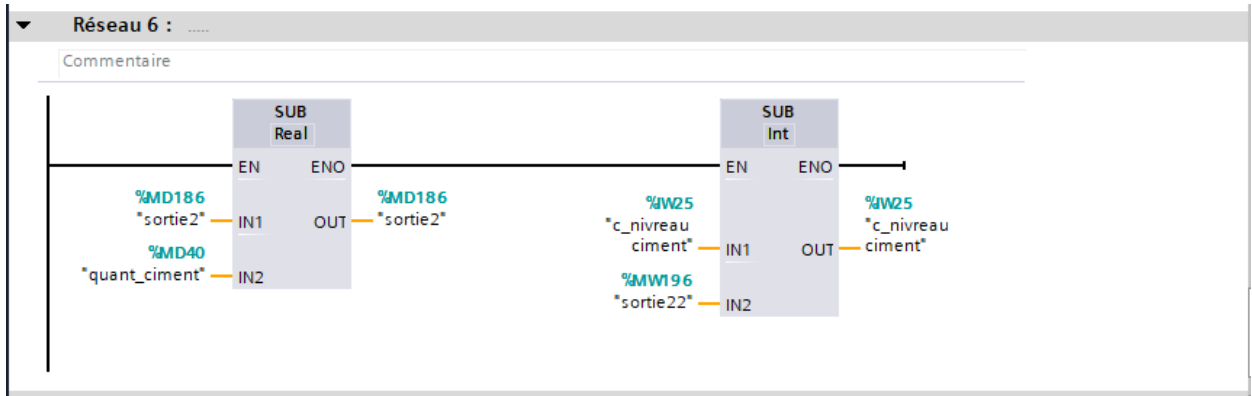 Réseau 6 : .....
Commentaire
SUB
Real
EN ENO
%MD186
"sortie2" IN1
%MD186
OUT "sortie2"
%MD40
"quant_ciment" IN2
SUB
Int
EN ENO
%IW25
"c_nivreau
ciment" IN1
%IW25
"c_nivreau
OUT ciment"
%MW196
"sortie22" IN2